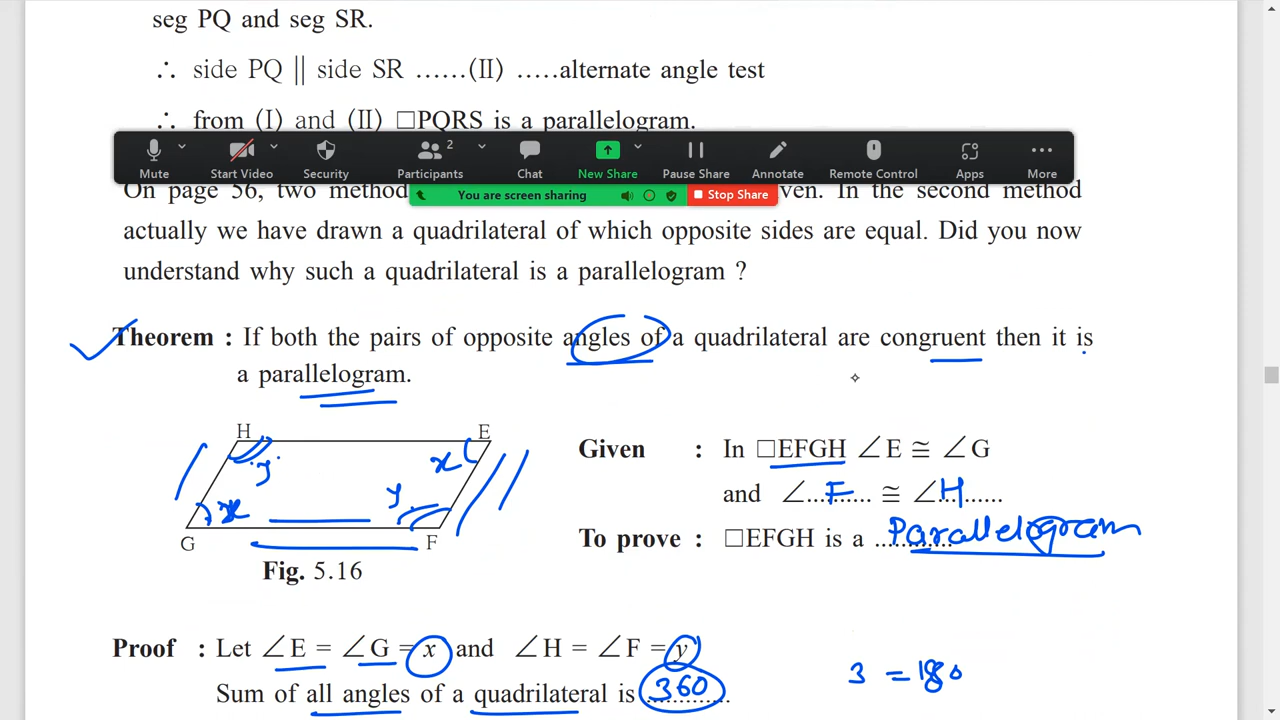 seg PQ and seg SR.
∴ side PQ || side SR ......(II) .....alternate angle test
∴ from (I) and (II) □PQRS is a parallelogram.
2
Mute Start Video Security Participants Chat New Share Pause Share Annotate Remote Control Apps More
You are screen sharing Stop Share
On page 56, two method ven. In the second method
actually we have drawn a quadrilateral of which opposite sides are equal. Did you now
understand why such a quadrilateral is a parallelogram ?
Theorem : If both the pairs of opposite angles of a quadrilateral are congruent then it is
a parallelogram.
H E
y x
x y
G F
Fig. 5.16
Given : In □EFGH ∠E ≅ ∠G
and ∠...F...... ≅ ∠..H......
To prove : □EFGH is a ...Parallelogram
Proof : Let ∠E = ∠G = x and ∠H = ∠F = y
Sum of all angles of a quadrilateral is 360.
3 = 180